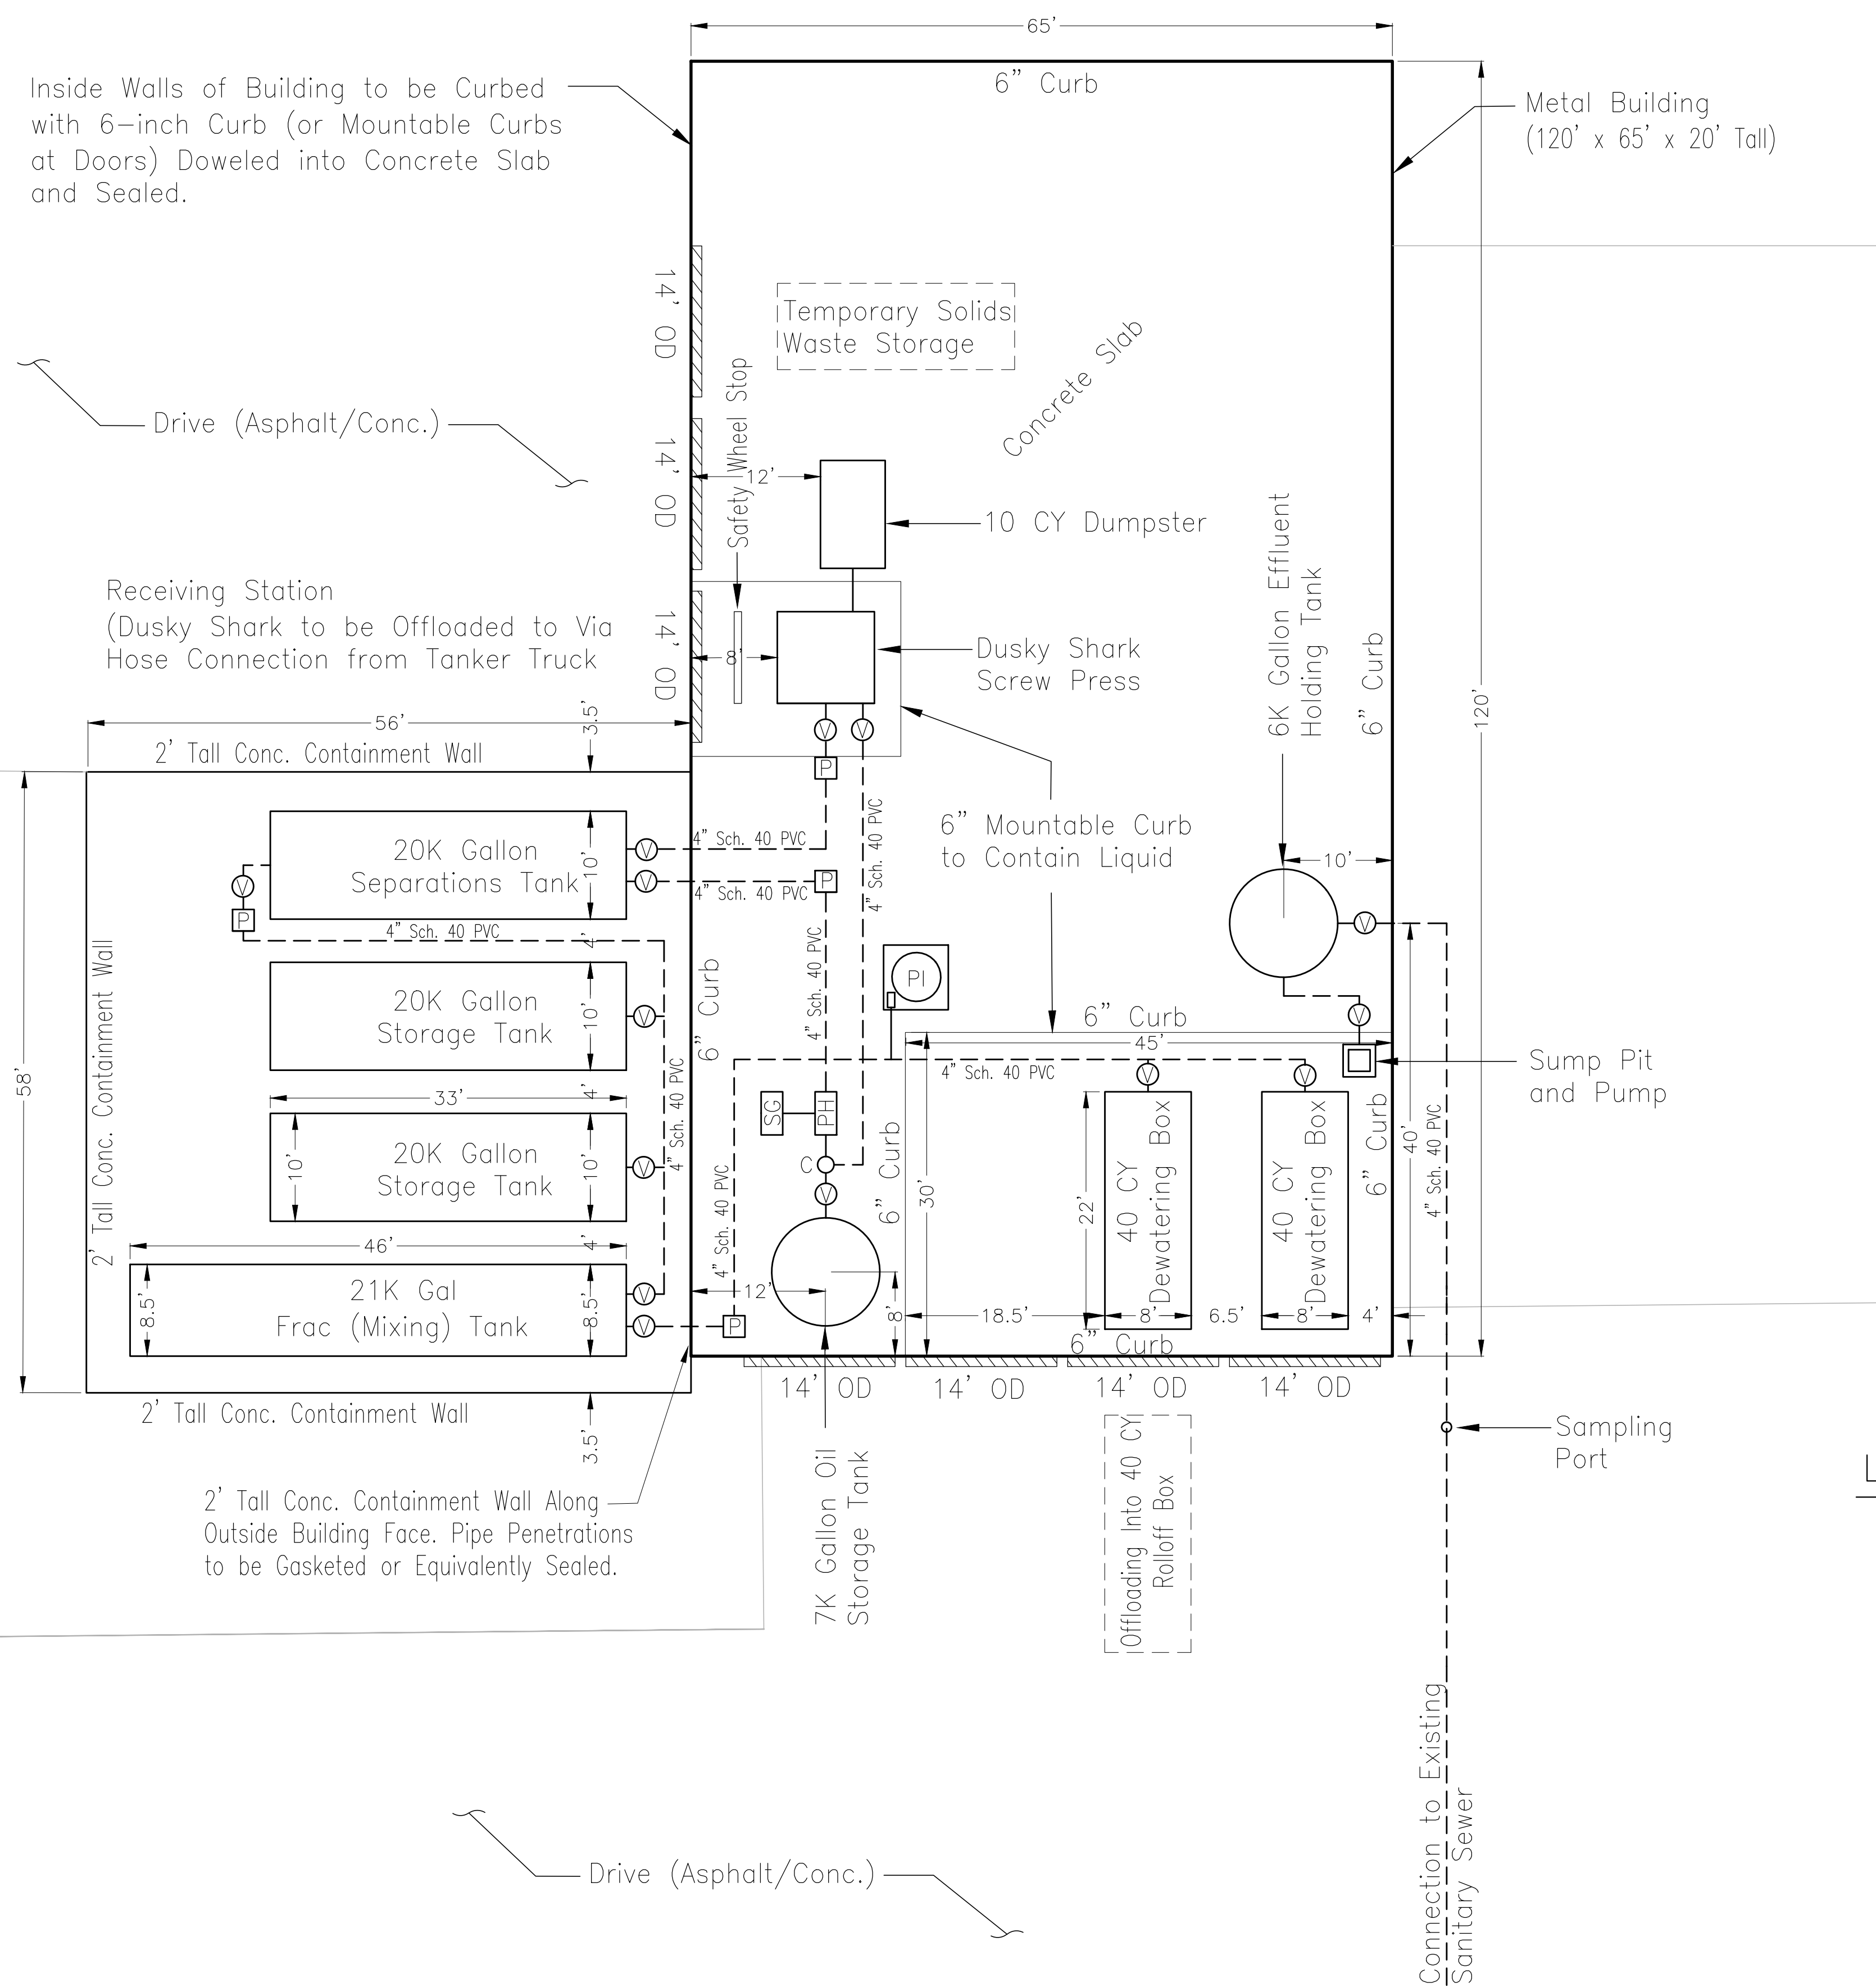 65'
6" Curb
Inside Walls of Building to be Curbed
with 6-inch Curb (or Mountable Curbs
at Doors) Doweled into Concrete Slab
and Sealed.
Metal Building
(120' x 65' x 20' Tall)
14' OD
Temporary Solids
Waste Storage
Concrete Slab
Drive (Asphalt/Conc.)
14' OD
Safety Wheel Stop
12'
10 CY Dumpster
6K Gallon Effluent
Holding Tank
Receiving Station
(Dusky Shark to be Offloaded to Via
Hose Connection from Tanker Truck
14' OD
8'
Dusky Shark
Screw Press
6" Curb
120'
56'
3.5'
2' Tall Conc. Containment Wall
V
V
P
20K Gallon
Separations Tank
10'
V
V
4" Sch. 40 PVC
4" Sch. 40 PVC
P
4" Sch. 40 PVC
6" Mountable Curb
to Contain Liquid
10'
V
V
P
4" Sch. 40 PVC
4'
2' Tall Conc. Containment Wall
58'
20K Gallon
Storage Tank
10'
V
6" Curb
4" Sch. 40 PVC
PI
6" Curb
45'
V
Sump Pit
and Pump
33'
4'
4" Sch. 40 PVC
4" Sch. 40 PVC
V
V
20K Gallon
Storage Tank
10'
10'
V
SG
PH
C
V
6" Curb
30'
22'
40 CY
Dewatering Box
40 CY
Dewatering Box
6" Curb
40'
4" Sch. 40 PVC
46'
4'
21K Gal
Frac (Mixing) Tank
8.5'
8.5'
V
V
4" Sch. 40 PVC
P
12'
8'
18.5'
8'
6.5'
8'
4'
6" Curb
14' OD
14' OD
14' OD
14' OD
2' Tall Conc. Containment Wall
3.5'
Sampling
Port
L
2' Tall Conc. Containment Wall Along
Outside Building Face. Pipe Penetrations
to be Gasketed or Equivalently Sealed.
7K Gallon Oil
Storage Tank
Offloading Into 40 CY
Rolloff Box
Connection to Existing
Sanitary Sewer
Drive (Asphalt/Conc.)